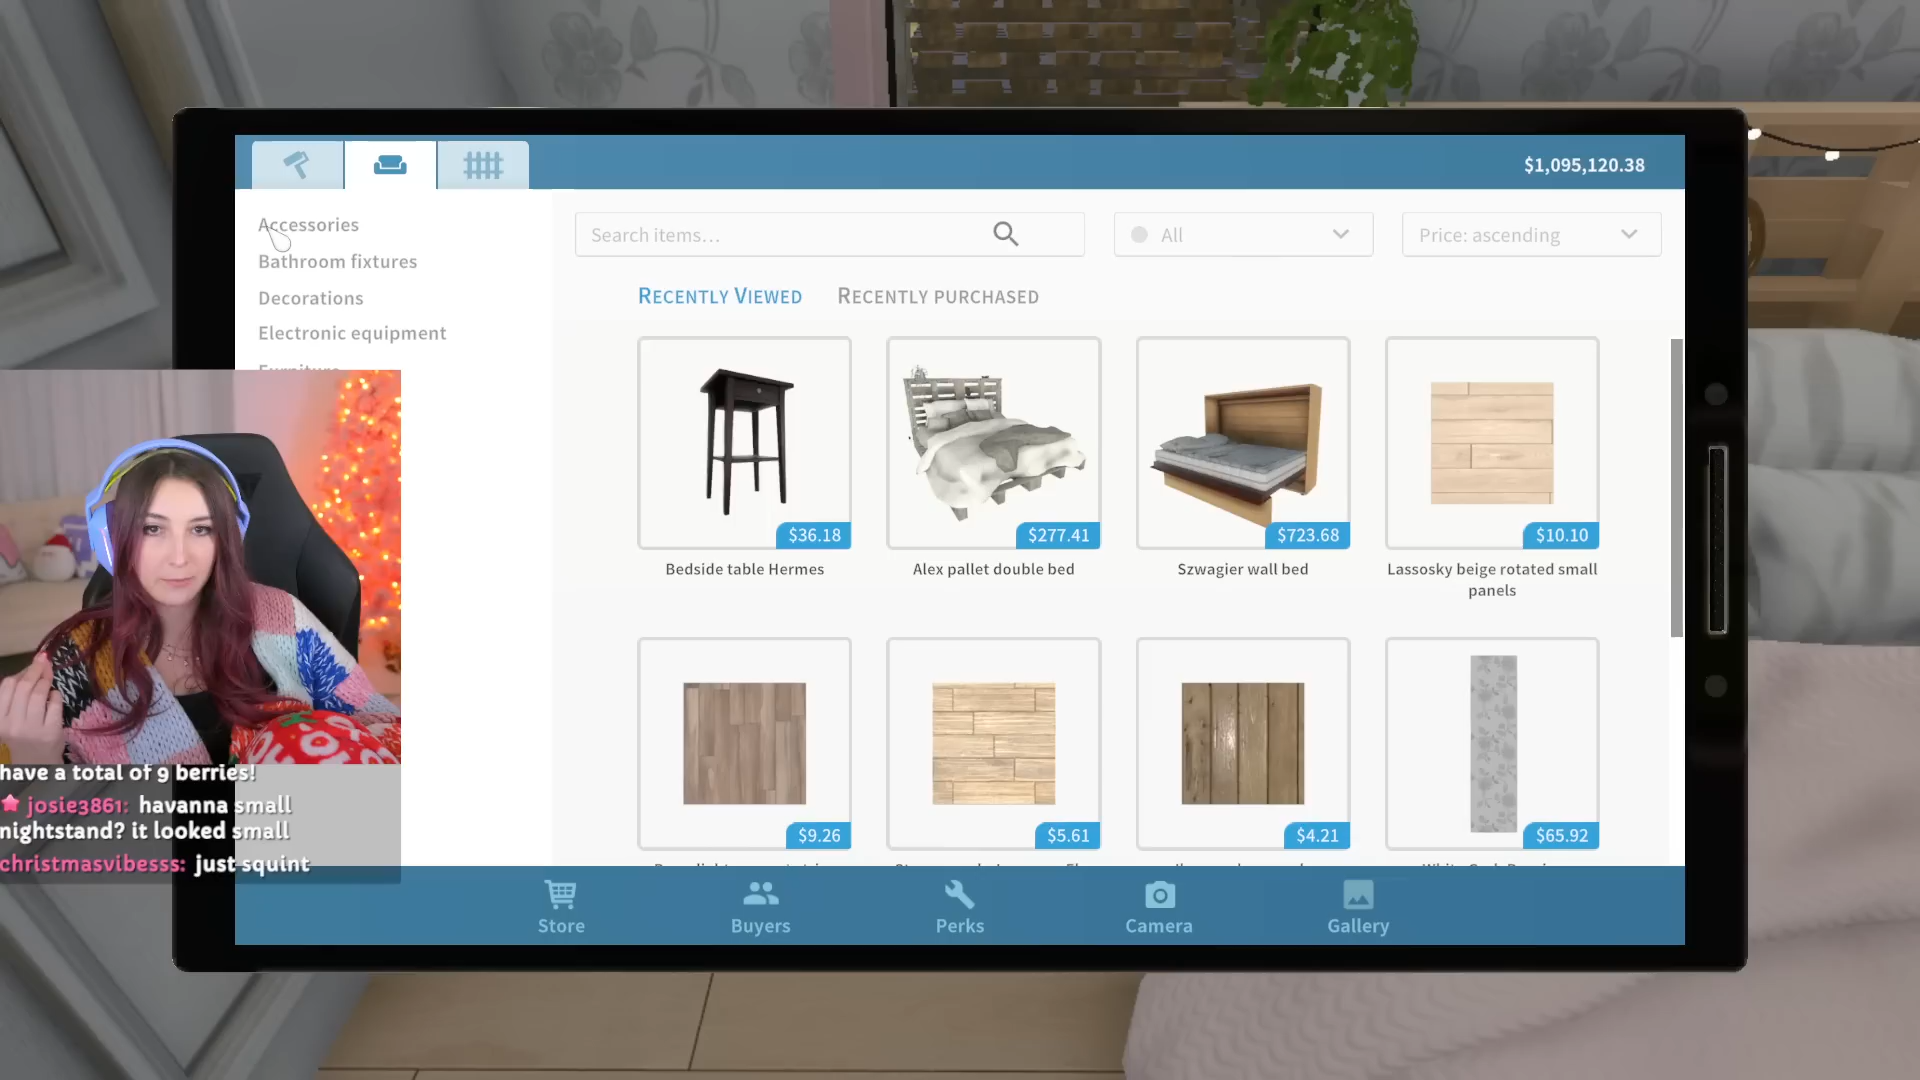 $1,095,120.38
Accessories
Bathroom fixtures
Decorations
Electronic equipment
Search items...
All
Price: ascending
RECENTLY VIEWED
RECENTLY PURCHASED
$36.18
$277.41
$723.68
$10.10
Bedside table Hermes
Alex pallet double bed
Szwagier wall bed
Lassosky beige rotated small
panels
$9.26
$5.61
$4.21
$65.92
have a total of 9 berries!
josie3861: havanna small
nightstand? it looked small
christmasvibesss: just squint
Store
Buyers
Perks
Camera
Gallery